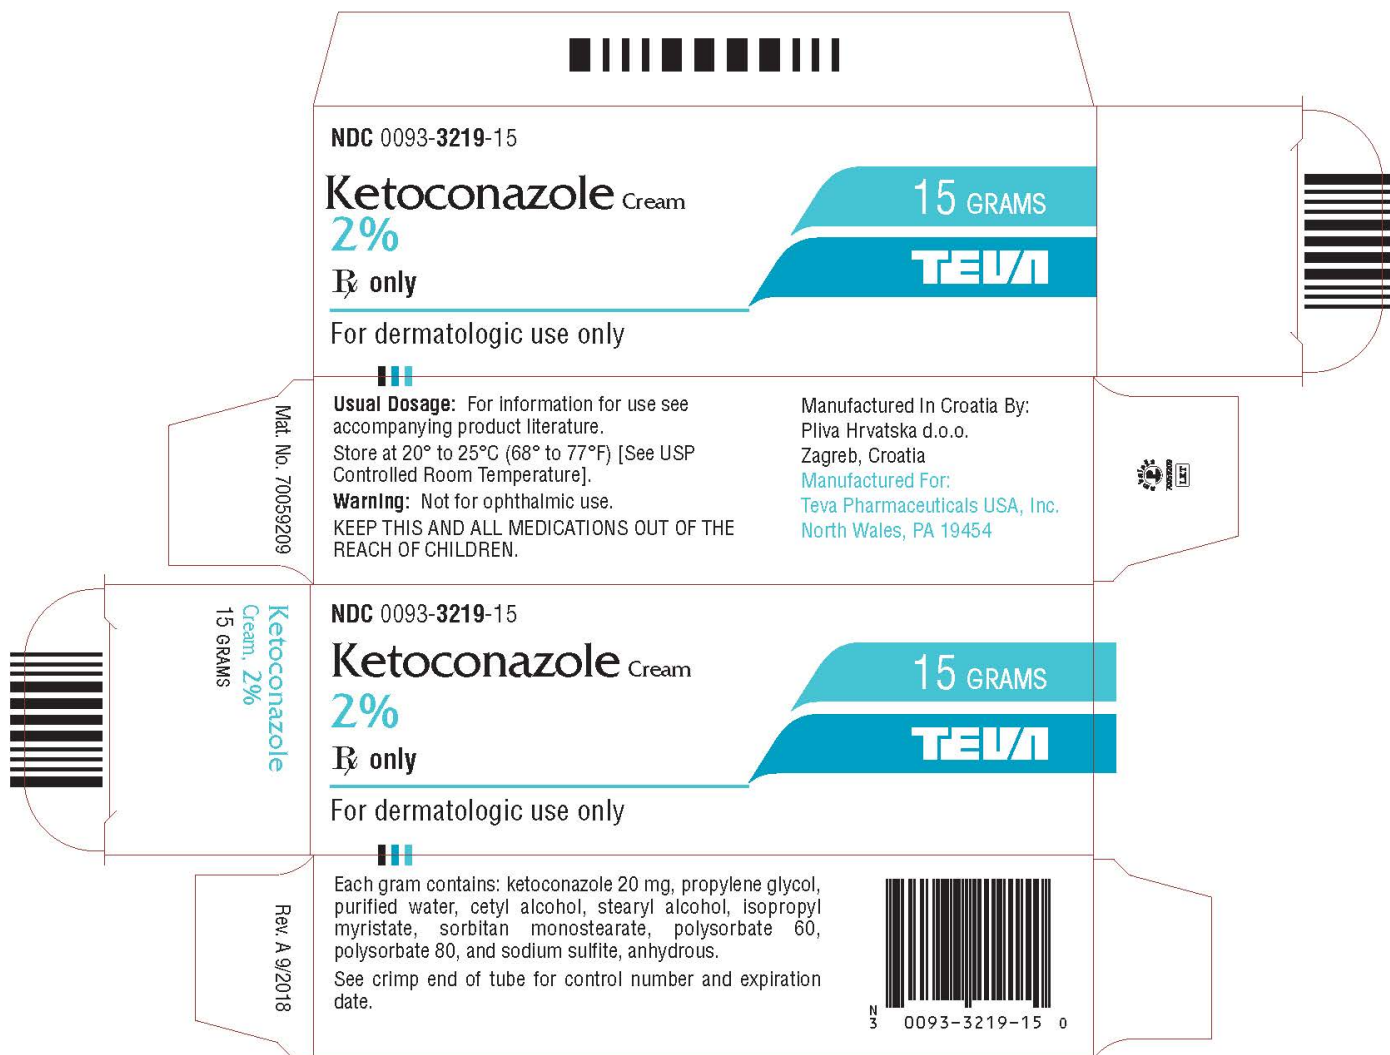 NDC 0093-3219-15
Ketoconazole Cream
2%
℞ only
For dermatologic use only
15 GRAMS
TEVA
Mat. No. 70059209
Usual Dosage: For information for use see
accompanying product literature.
Store at 20° to 25°C (68° to 77°F) [See USP
Controlled Room Temperature].
Warning: Not for ophthalmic use.
KEEP THIS AND ALL MEDICATIONS OUT OF THE
REACH OF CHILDREN.
Manufactured In Croatia By:
Pliva Hrvatska d.o.o.
Zagreb, Croatia
Manufactured For:
Teva Pharmaceuticals USA, Inc.
North Wales, PA 19454
70059209
LKT
Ketoconazole
Cream, 2%
15 GRAMS
NDC 0093-3219-15
Ketoconazole Cream
2%
℞ only
For dermatologic use only
15 GRAMS
TEVA
Rev. A 9/2018
Each gram contains: ketoconazole 20 mg, propylene glycol,
purified water, cetyl alcohol, stearyl alcohol, isopropyl
myristate, sorbitan monostearate, polysorbate 60,
polysorbate 80, and sodium sulfite, anhydrous.
See crimp end of tube for control number and expiration
date.
N
3 0093-3219-15 0